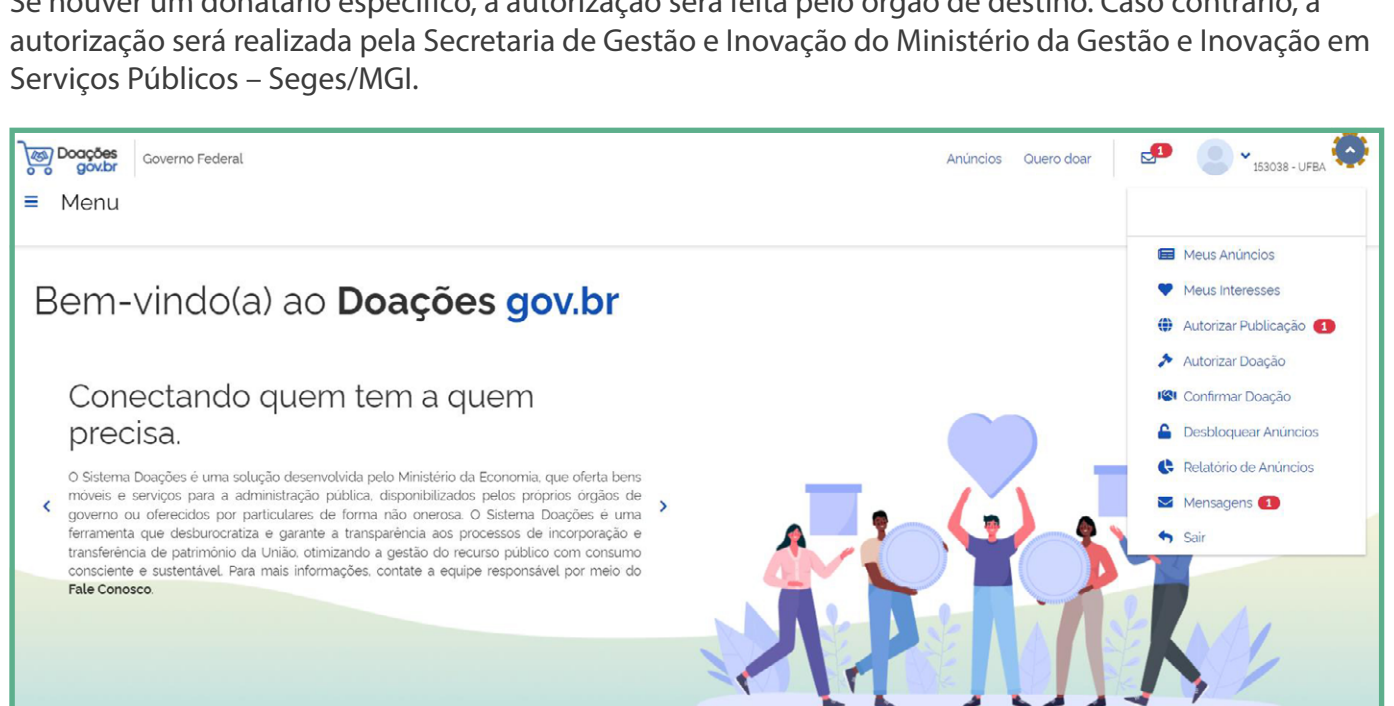 Se houver um donatário específico, a autorização será feita pelo órgão de destino. Caso contrário, a
autorização será realizada pela Secretaria de Gestão e Inovação do Ministério da Gestão e Inovação em
Serviços Públicos – Seges/MGI.
Doações
gov.br
Governo Federal
Anúncios
Quero doar
1
153038 - UFBA
Menu
Meus Anúncios
Meus Interesses
Autorizar Publicação 1
Autorizar Doação
Confirmar Doação
Desbloquear Anúncios
Relatório de Anúncios
Mensagens 1
Sair
Bem-vindo(a) ao Doações gov.br
Conectando quem tem a quem
precisa.
O Sistema Doações é uma solução desenvolvida pelo Ministério da Economia, que oferta bens
móveis e serviços para a administração pública, disponibilizados pelos próprios órgãos de
governo ou oferecidos por particulares de forma não onerosa. O Sistema Doações é uma
ferramenta que desburocratiza e garante a transparência aos processos de incorporação e
transferência de patrimônio da União, otimizando a gestão do recurso público com consumo
consciente e sustentável. Para mais informações, contate a equipe responsável por meio do
Fale Conosco.